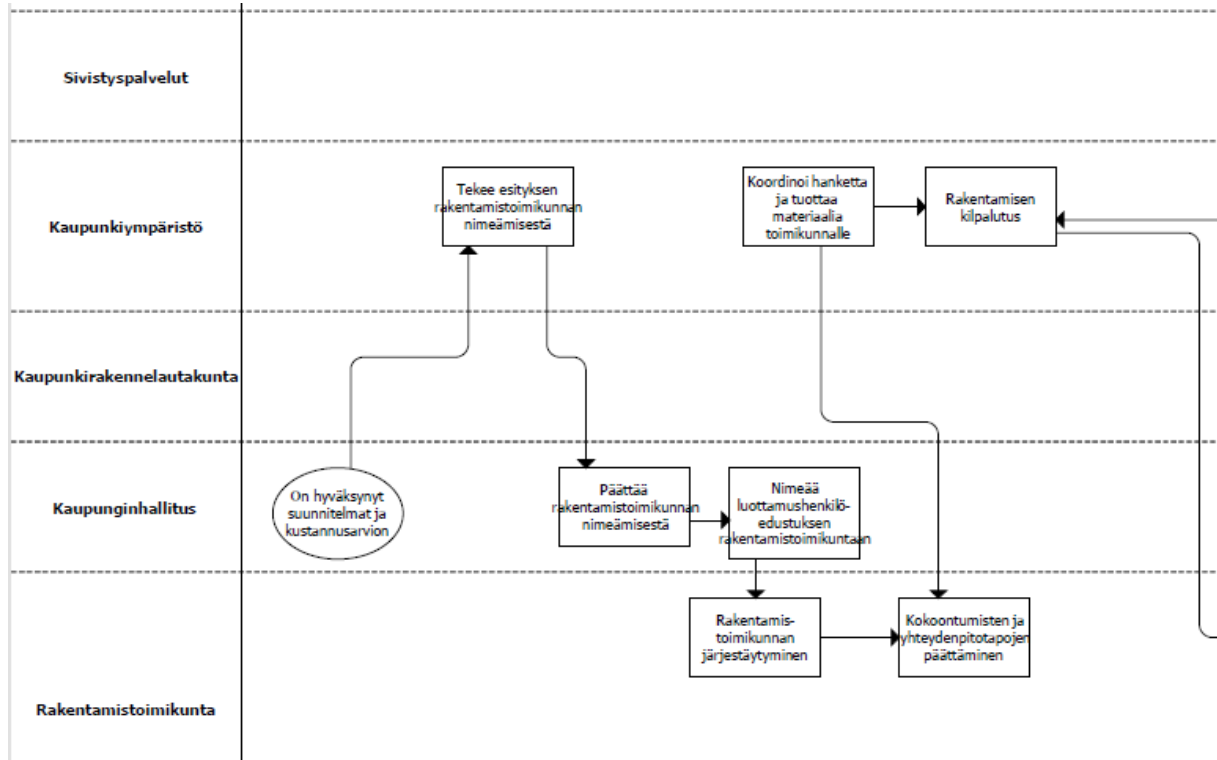 Sivistyspalvelut
Kaupunkiympäristö
Tekee esityksen
rakentamistoimikunnan
nimeämisestä
Koordinoi hanketta
ja tuottaa
materiaalia
toimikunnalle
Rakentamisen
kilpalutus
Kaupunkirakennelautakunta
Kaupunginhallitus
On hyväksynyt
suunnitelmat ja
kustannusarvion
Päättää
rakentamistoimikunnan
nimeämisestä
Nimeää
luottamushenkilö-
edustuksen
rakentamistoimikuntaan
Rakentamistoimikunta
Rakentamis-
toimikunnan
järjestäytyminen
Kokoontumisten ja
yhteydenpitotapojen
päättäminen